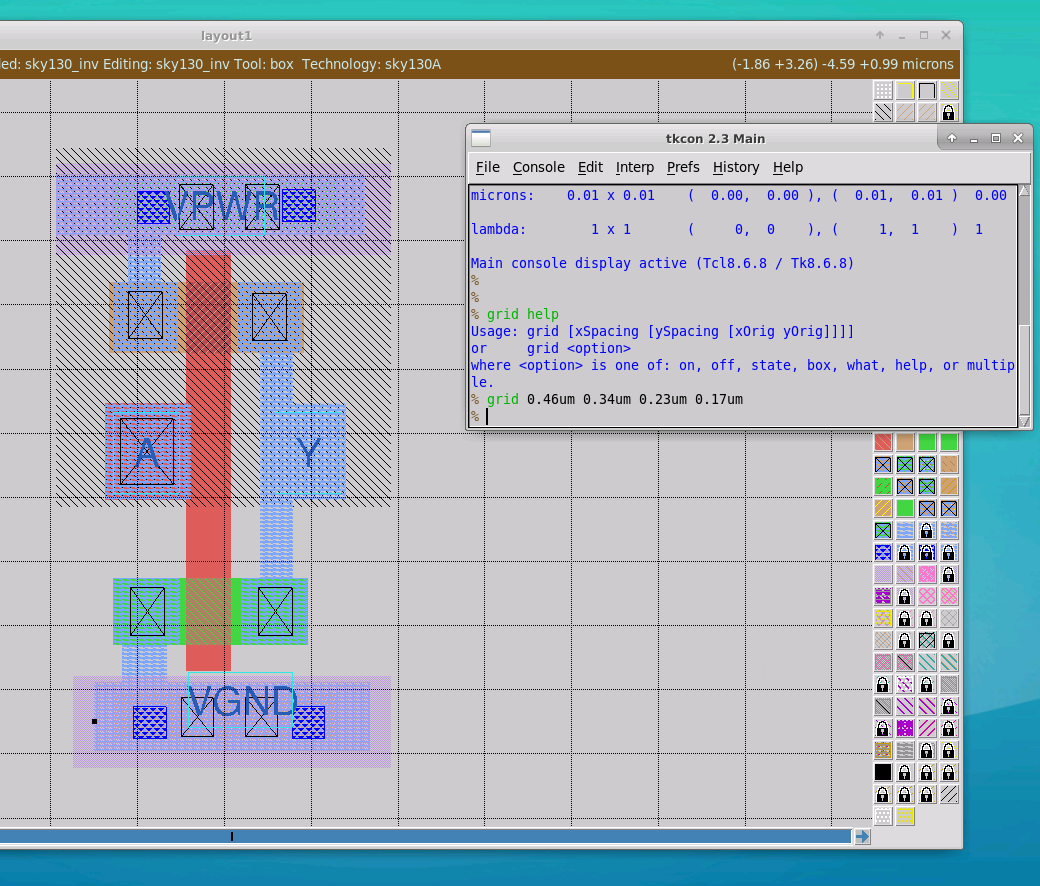 layout1
ded: sky130_inv Editing: sky130_inv Tool: box  Technology: sky130A
(-1.86 +3.26) -4.59 +0.99 microns
tkcon 2.3 Main
File Console Edit Interp Prefs History Help
microns:    0.01 x 0.01    (  0.00,  0.00 ), (  0.01,  0.01 )  0.00
lambda:        1 x 1       (     0,  0    ), (     1,  1    )  1
Main console display active (Tcl8.6.8 / Tk8.6.8)
%
%
% grid help
Usage: grid [xSpacing [ySpacing [xOrig yOrig]]]]
or     grid <option>
where <option> is one of: on, off, state, box, what, help, or multip
le.
% grid 0.46um 0.34um 0.23um 0.17um
%
VPWR
A
Y
VGND